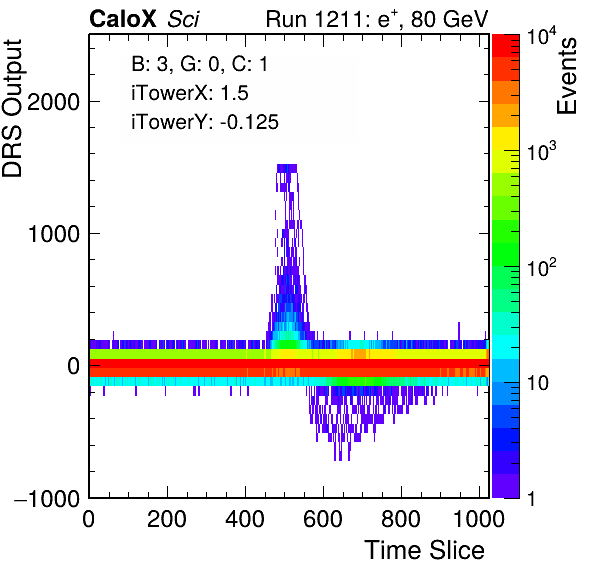 CaloX Sci
Run 1211: e⁺, 80 GeV
B: 3, G: 0, C: 1
iTowerX: 1.5
iTowerY: -0.125
DRS Output
2000
1000
0
−1000
0 200 400 600 800 1000
Time Slice
Events
10⁴
10³
10²
10
1